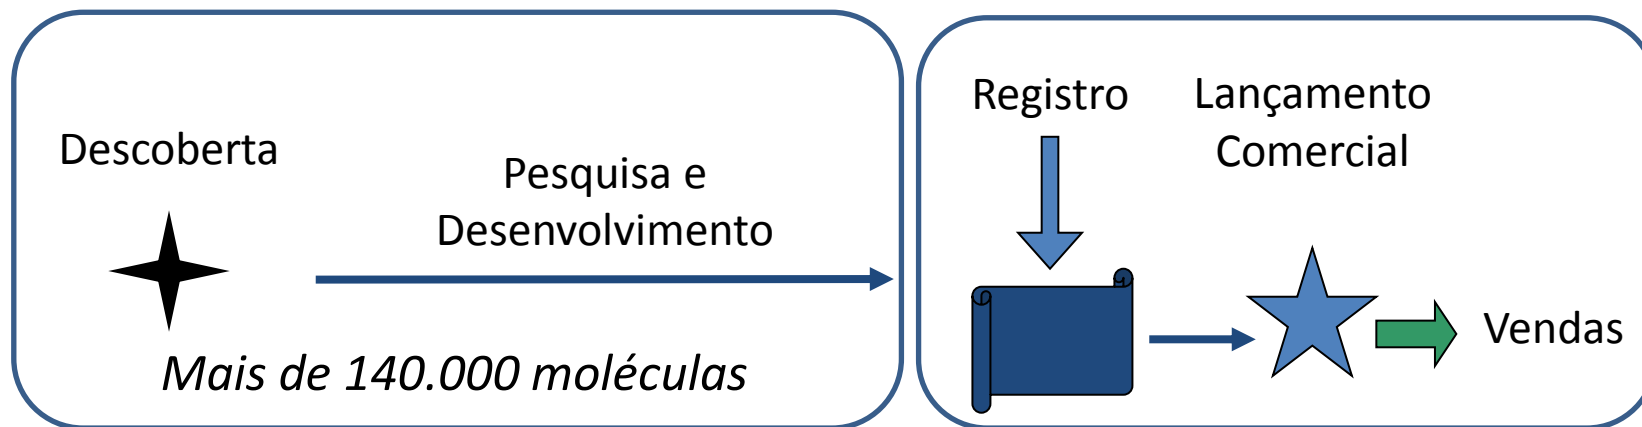 Descoberta
Pesquisa e
Desenvolvimento
Mais de 140.000 moléculas
Registro
Lançamento
Comercial
Vendas